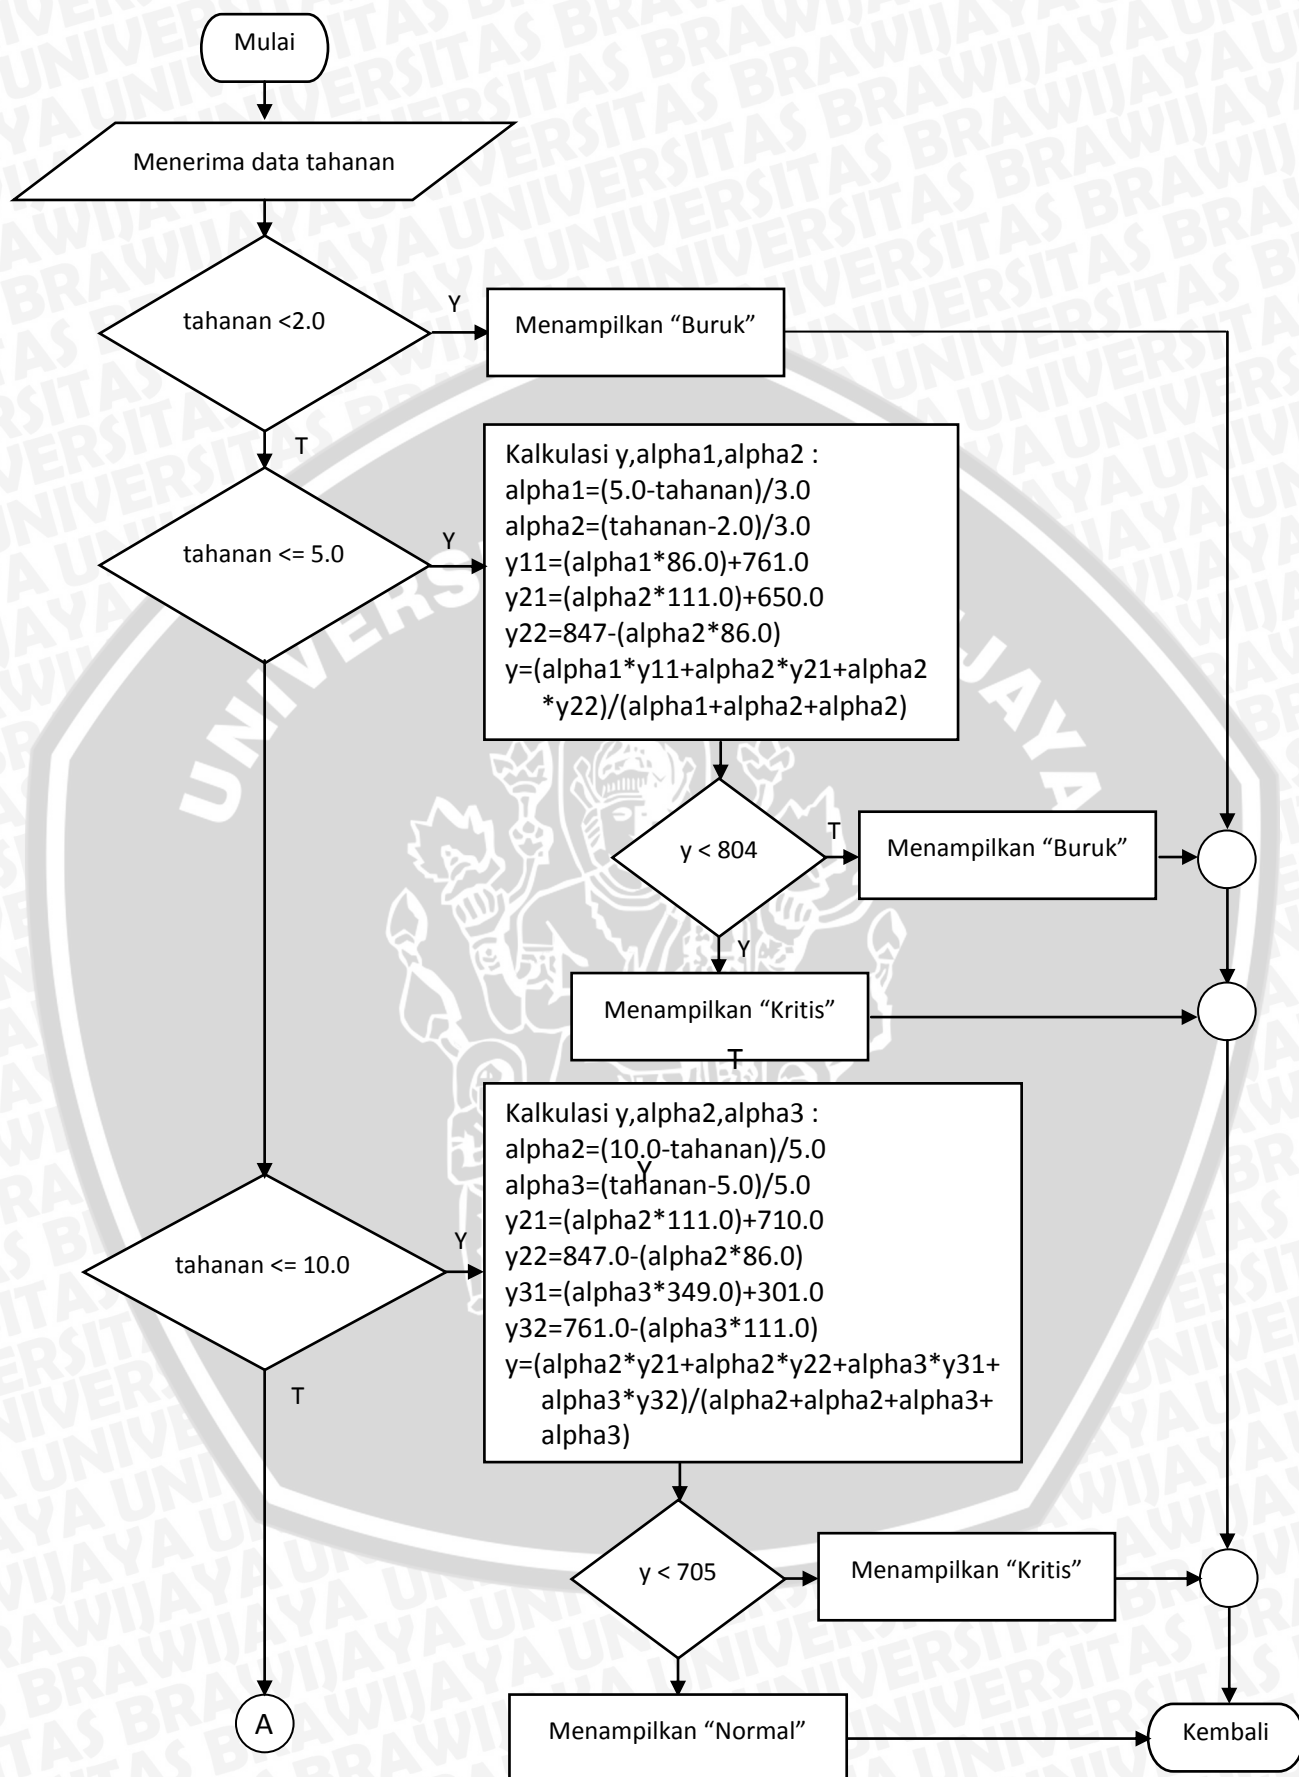 Mulai
Menerima data tahanan
tahanan <2.0
Y
Menampilkan “Buruk”
T
Kalkulasi y,alpha1,alpha2 :
alpha1=(5.0-tahanan)/3.0
alpha2=(tahanan-2.0)/3.0
y11=(alpha1*86.0)+761.0
y21=(alpha2*111.0)+650.0
y22=847-(alpha2*86.0)
y=(alpha1*y11+alpha2*y21+alpha2
*y22)/(alpha1+alpha2+alpha2)
tahanan <= 5.0
Y
y < 804
T
Menampilkan “Buruk”
Y
Menampilkan “Kritis”
T
Kalkulasi y,alpha2,alpha3 :
alpha2=(10.0-tahanan)/5.0
Y
alpha3=(tahanan-5.0)/5.0
y21=(alpha2*111.0)+710.0
y22=847.0-(alpha2*86.0)
y31=(alpha3*349.0)+301.0
y32=761.0-(alpha3*111.0)
y=(alpha2*y21+alpha2*y22+alpha3*y31+
alpha3*y32)/(alpha2+alpha2+alpha3+
alpha3)
tahanan <= 10.0
Y
T
y < 705
Menampilkan “Kritis”
A
Menampilkan “Normal”
Kembali